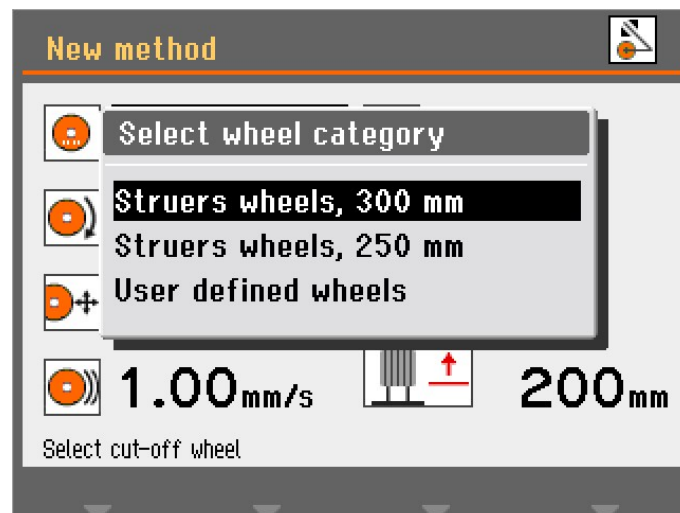 New method
Select wheel category
Struers wheels, 300 mm
Struers wheels, 250 mm
User defined wheels
1.00mm/s
200mm
Select cut-off wheel